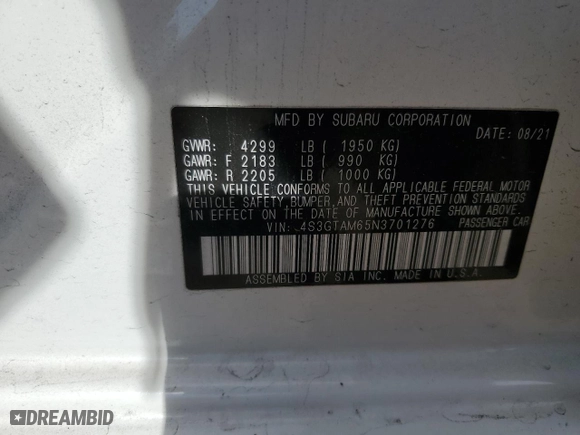 MFD BY SUBARU CORPORATION
DATE: 08/21
GVWR: 4299 LB ( 1950 KG)
GAWR: F 2183 LB ( 990 KG)
GAWR: R 2205 LB ( 1000 KG)
THIS VEHICLE CONFORMS TO ALL APPLICABLE FEDERAL MOTOR
VEHICLE SAFETY,BUMPER,AND THEFT PREVENTION STANDARDS
IN EFFECT ON THE DATE OF MANUFACTURE SHOWN ABOVE.
VIN: 4S3GTAM65N3701276 PASSENGER CAR
ASSEMBLED BY SIA INC. MADE IN U.S.A.
DREAMBID